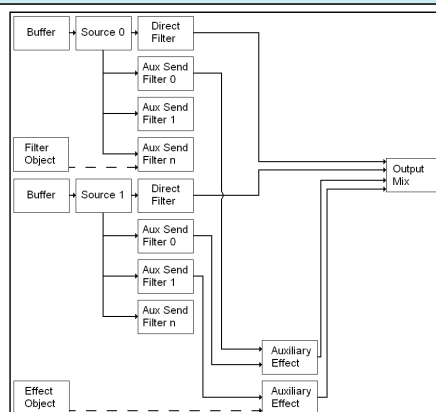 Buffer
Source 0
Direct
Filter
Aux Send
Filter 0
Aux Send
Filter 1
Filter
Object
Aux Send
Filter n
Output
Mix
Buffer
Source 1
Direct
Filter
Aux Send
Filter 0
Aux Send
Filter 1
Aux Send
Filter n
Auxiliary
Effect
Effect
Object
Auxiliary
Effect